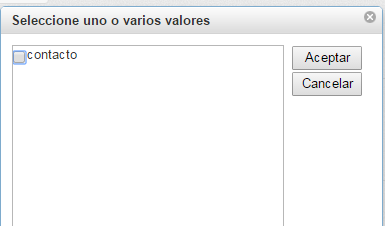 Seleccione uno o varios valores
contacto
Aceptar
Cancelar